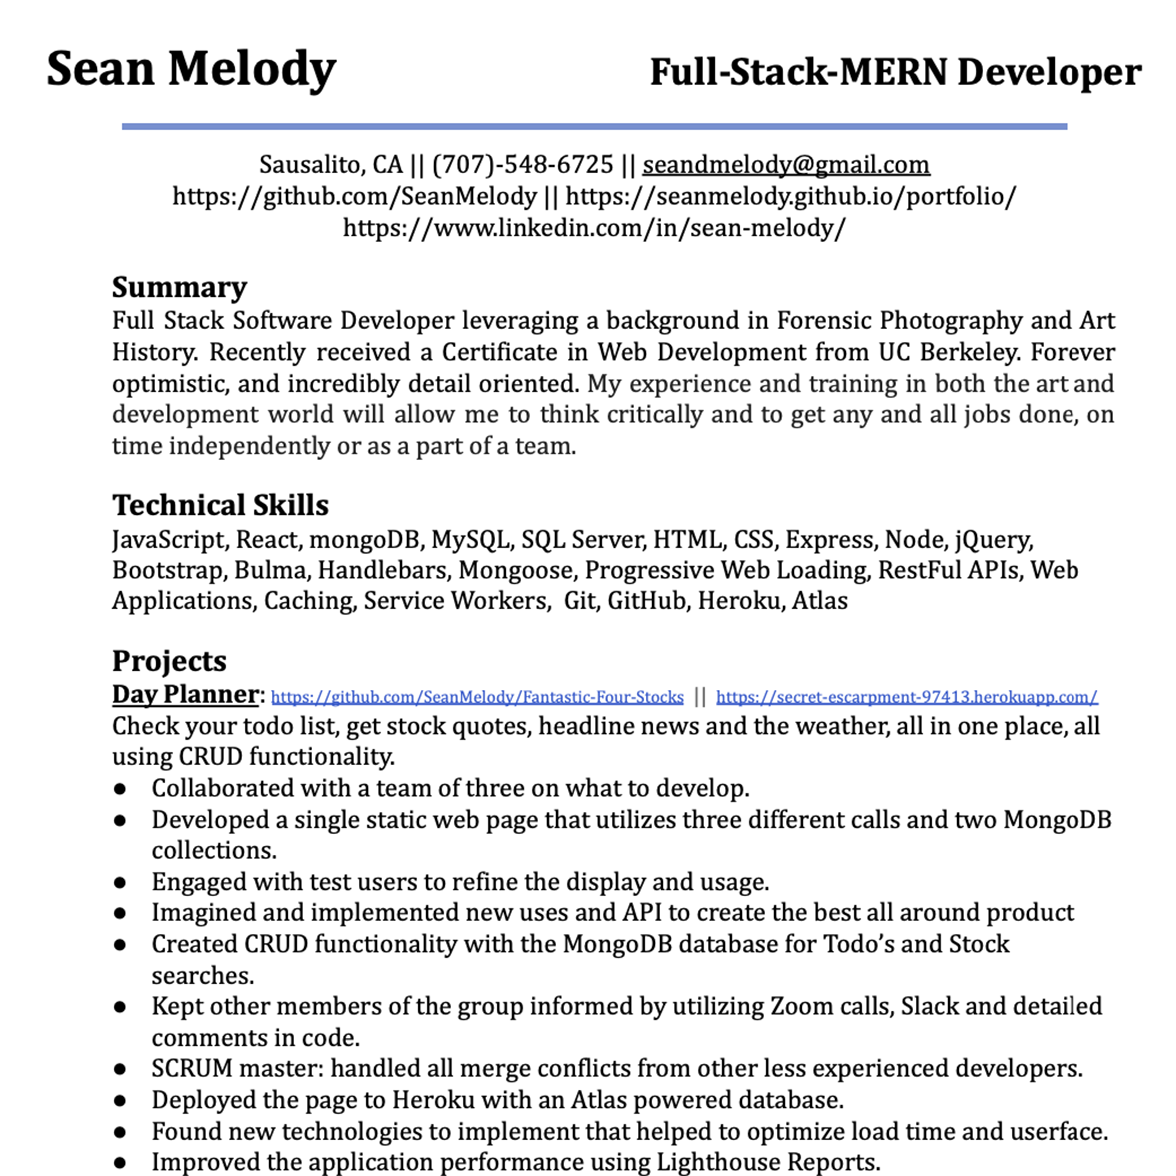 Sean Melody Full-Stack-MERN Developer
Sausalito, CA || (707)-548-6725 || seandmelody@gmail.com
https://github.com/SeanMelody || https://seanmelody.github.io/portfolio/
https://www.linkedin.com/in/sean-melody/
Summary
Full Stack Software Developer leveraging a background in Forensic Photography and Art
History. Recently received a Certificate in Web Development from UC Berkeley. Forever
optimistic, and incredibly detail oriented. My experience and training in both the art and
development world will allow me to think critically and to get any and all jobs done, on
time independently or as a part of a team.
Technical Skills
JavaScript, React, mongoDB, MySQL, SQL Server, HTML, CSS, Express, Node, jQuery,
Bootstrap, Bulma, Handlebars, Mongoose, Progressive Web Loading, RestFul APIs, Web
Applications, Caching, Service Workers, Git, GitHub, Heroku, Atlas
Projects
Day Planner: https://github.com/SeanMelody/Fantastic-Four-Stocks || https://secret-escarpment-97413.herokuapp.com/
Check your todo list, get stock quotes, headline news and the weather, all in one place, all
using CRUD functionality.
● Collaborated with a team of three on what to develop.
● Developed a single static web page that utilizes three different calls and two MongoDB
collections.
● Engaged with test users to refine the display and usage.
● Imagined and implemented new uses and API to create the best all around product
● Created CRUD functionality with the MongoDB database for Todo’s and Stock
searches.
● Kept other members of the group informed by utilizing Zoom calls, Slack and detailed
comments in code.
● SCRUM master: handled all merge conflicts from other less experienced developers.
● Deployed the page to Heroku with an Atlas powered database.
● Found new technologies to implement that helped to optimize load time and userface.
● Improved the application performance using Lighthouse Reports.